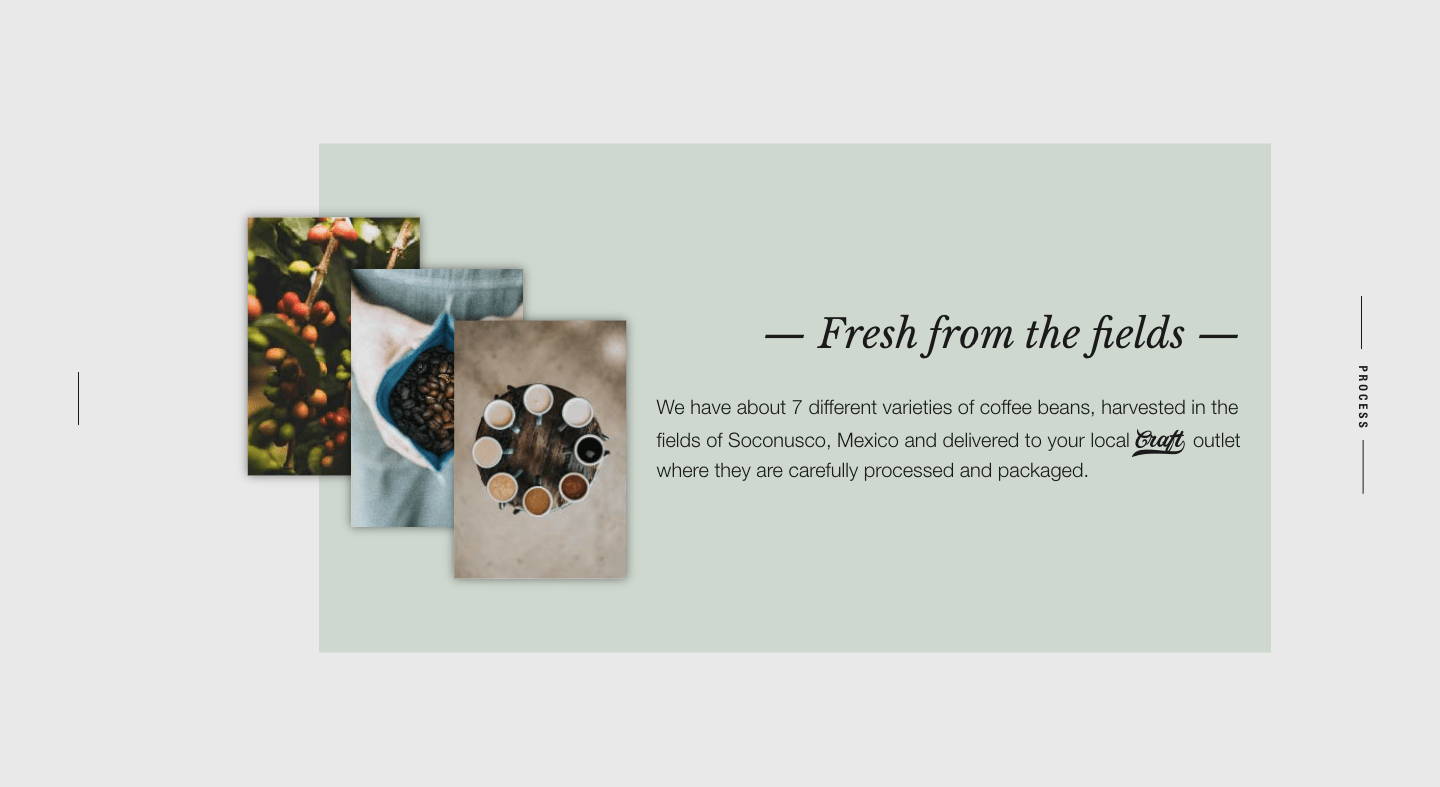 — Fresh from the fields —
We have about 7 different varieties of coffee beans, harvested in the
fields of Soconusco, Mexico and delivered to your local Craft outlet
where they are carefully processed and packaged.
PROCESS